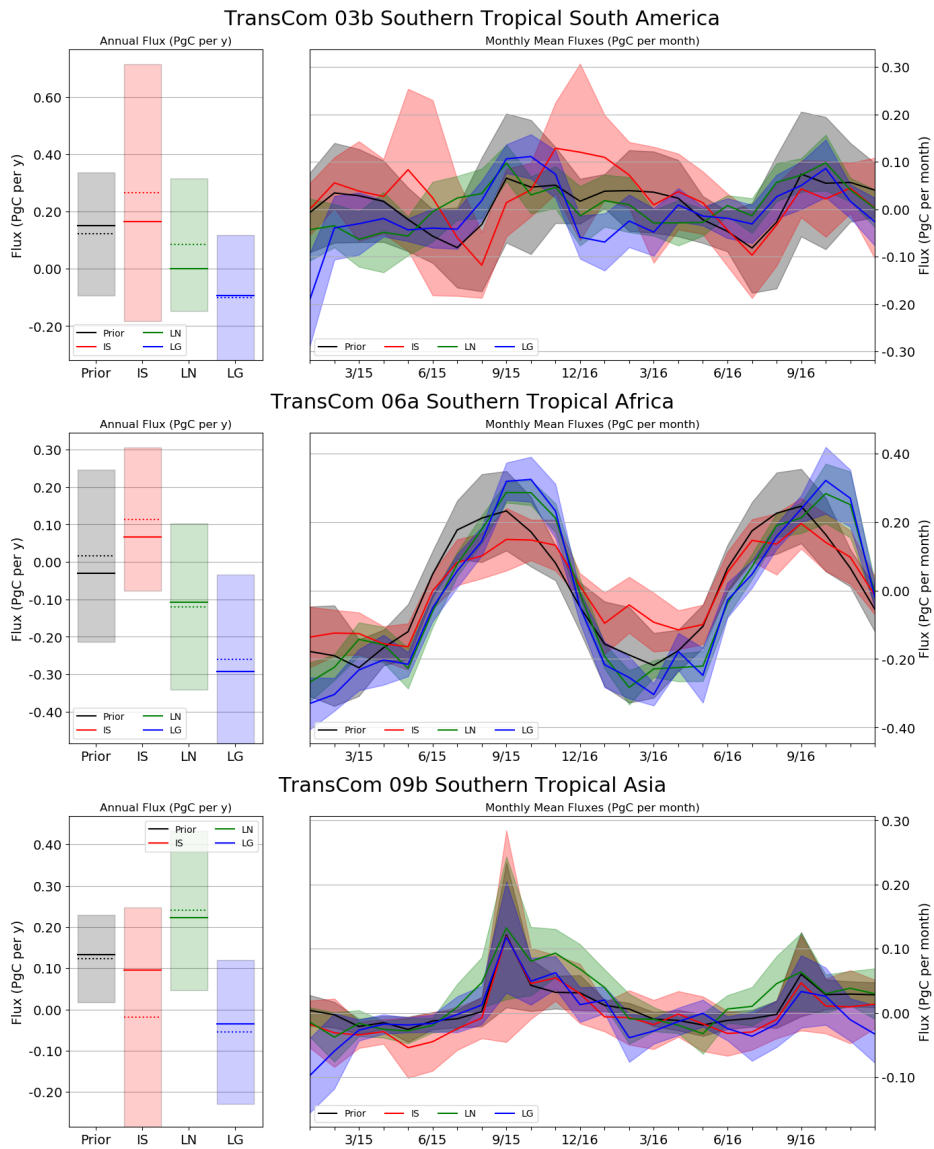 TransCom 03b Southern Tropical South America
Annual Flux (PgC per y)
Monthly Mean Fluxes (PgC per month)
Flux (PgC per y)
0.60
0.40
0.20
0.00
-0.20
Prior LN
IS LG
Prior IS LN LG
Prior IS LN LG
3/15 6/15 9/15 12/16 3/16 6/16 9/16
0.30
0.20
0.10
0.00
-0.10
-0.20
-0.30
Flux (PgC per month)
TransCom 06a Southern Tropical Africa
Annual Flux (PgC per y)
Monthly Mean Fluxes (PgC per month)
Flux (PgC per y)
0.30
0.20
0.10
0.00
-0.10
-0.20
-0.30
-0.40
Prior LN
IS LG
Prior IS LN LG
Prior IS LN LG
3/15 6/15 9/15 12/16 3/16 6/16 9/16
0.40
0.20
0.00
-0.20
-0.40
Flux (PgC per month)
TransCom 09b Southern Tropical Asia
Annual Flux (PgC per y)
Monthly Mean Fluxes (PgC per month)
Flux (PgC per y)
Prior LN
IS LG
0.40
0.30
0.20
0.10
0.00
-0.10
-0.20
Prior IS LN LG
Prior IS LN LG
3/15 6/15 9/15 12/16 3/16 6/16 9/16
0.30
0.20
0.10
0.00
-0.10
Flux (PgC per month)